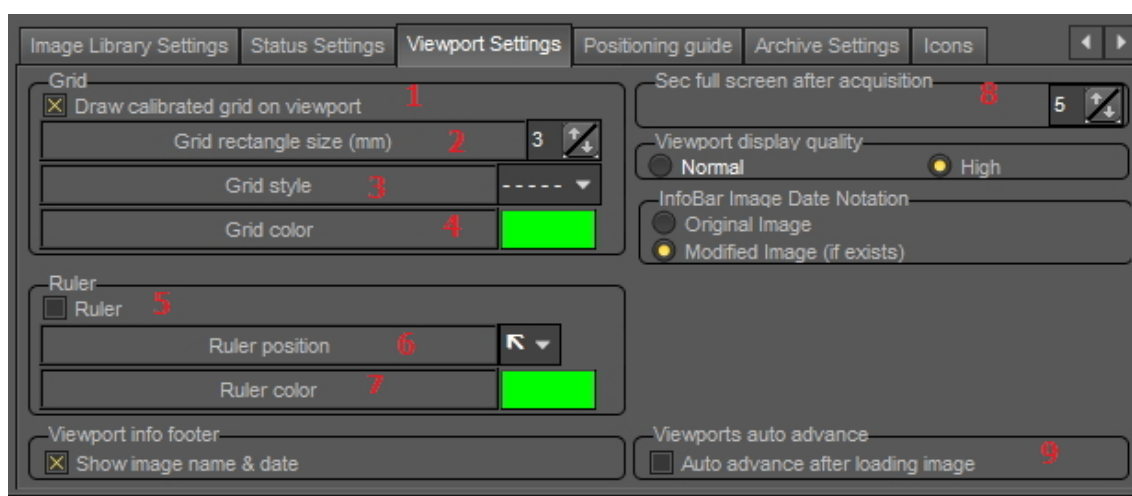 Image Library Settings Status Settings Viewport Settings Positioning guide Archive Settings Icons
Grid
Draw calibrated grid on viewport 1
Grid rectangle size (mm) 2 3
Grid style 3 -----
Grid color 4
Ruler
Ruler 5
Ruler position 6
Ruler color 7
Viewport info footer
Show image name & date
Sec full screen after acquisition 8
5
Viewport display quality
Normal High
InfoBar Image Date Notation
Original Image
Modified Image (if exists)
Viewports auto advance
Auto advance after loading image 9